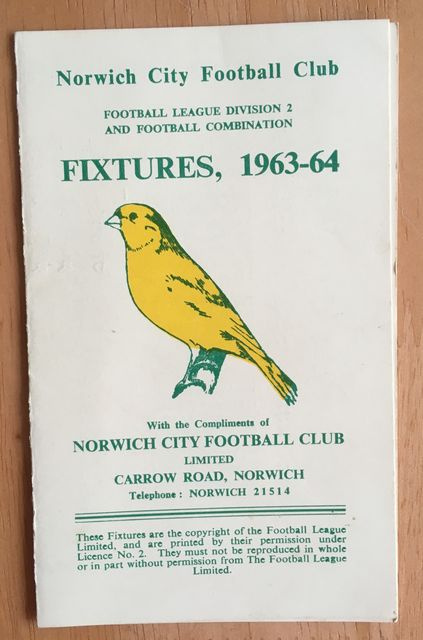 Norwich City Football Club
FOOTBALL LEAGUE DIVISION 2
AND FOOTBALL COMBINATION
FIXTURES, 1963-64
With the Compliments of
NORWICH CITY FOOTBALL CLUB
LIMITED
CARROW ROAD, NORWICH
Telephone: NORWICH 21514
These Fixtures are the copyright of the Football League
Limited, and are printed by their permission under
Licence No. 2. They must not be reproduced in whole
or in part without permission from The Football League
Limited.